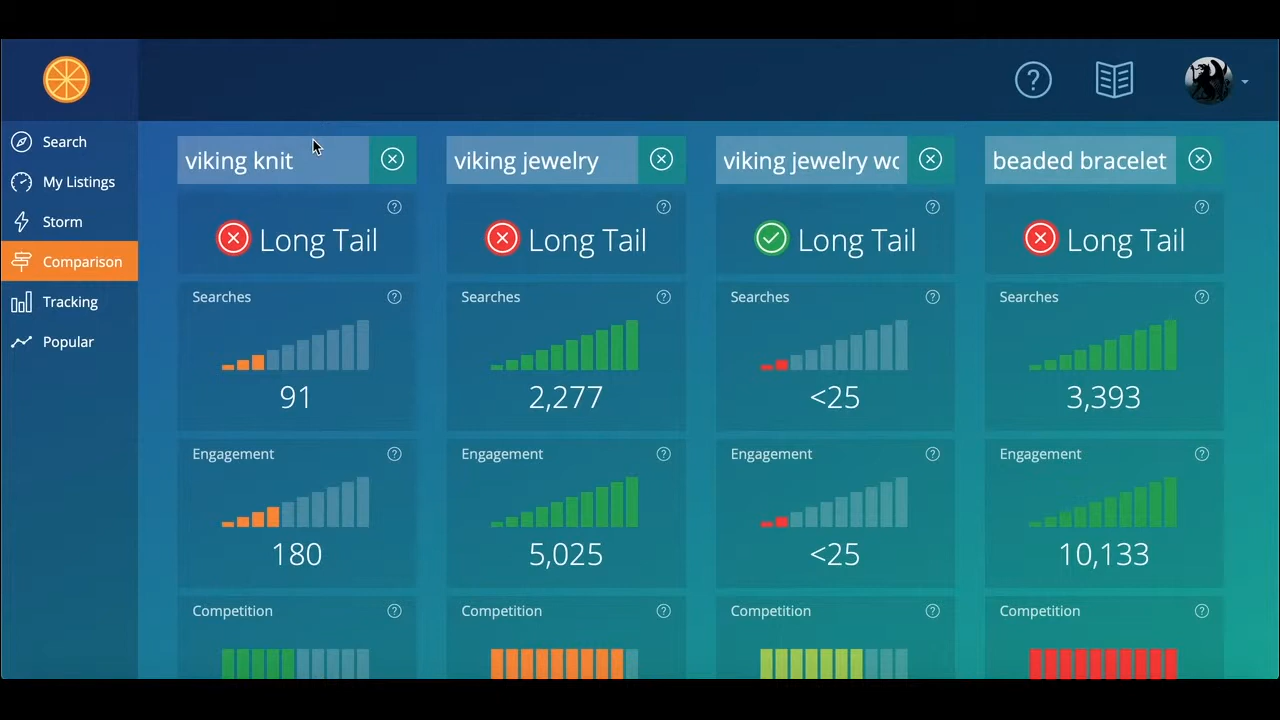 Search
My Listings
Storm
Comparison
Tracking
Popular
viking knit
viking jewelry
viking jewelry wo
beaded bracelet
Long Tail
Long Tail
Long Tail
Long Tail
Searches
Searches
Searches
Searches
91
2,277
<25
3,393
Engagement
Engagement
Engagement
Engagement
180
5,025
<25
10,133
Competition
Competition
Competition
Competition